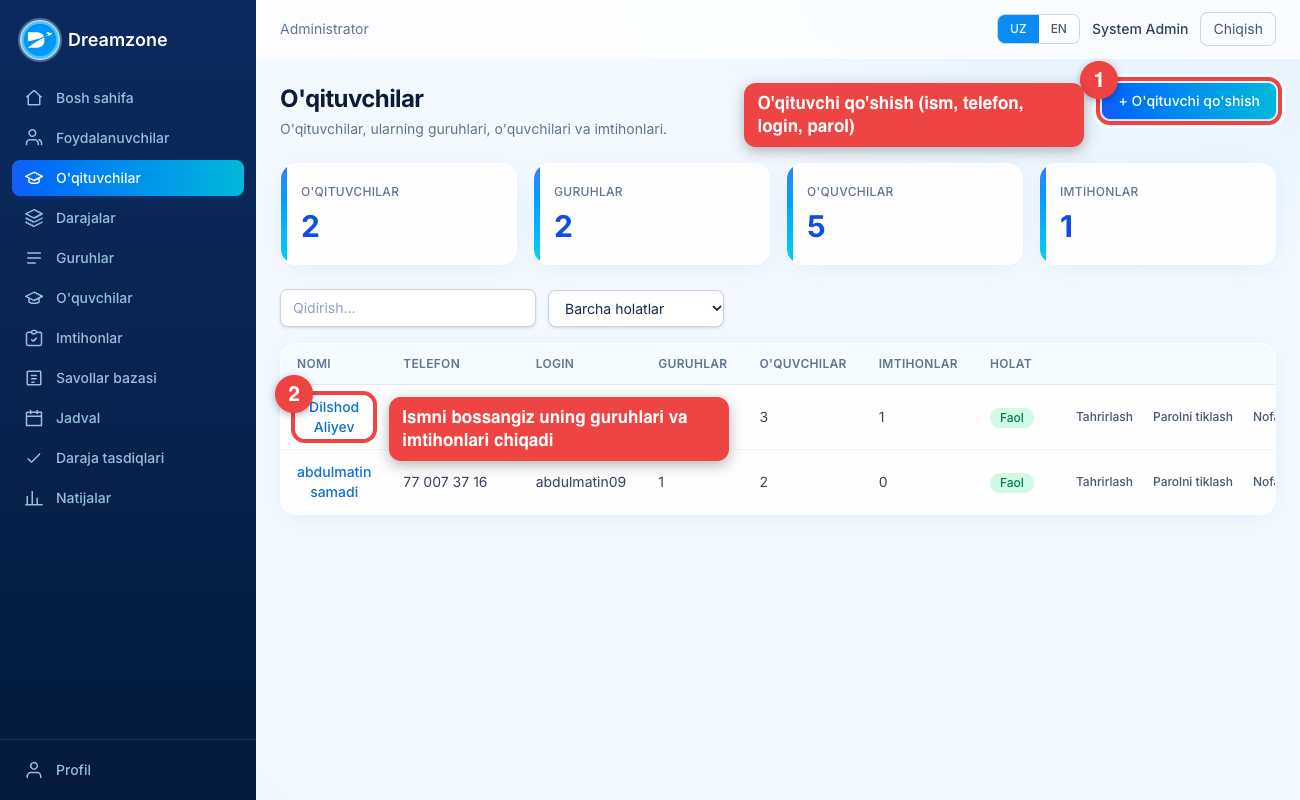 Dreamzone
Bosh sahifa
Foydalanuvchilar
O'qituvchilar
Darajalar
Guruhlar
O'quvchilar
Imtihonlar
Savollar bazasi
Jadval
Daraja tasdiqlari
Natijalar
Profil
Administrator
UZ EN System Admin Chiqish
O'qituvchilar
O'qituvchilar, ularning guruhlari, o'quvchilari va imtihonlari.
O'qituvchi qo'shish (ism, telefon,
login, parol)
1
+ O'qituvchi qo'shish
O'QITUVCHILAR GURUHLAR O'QUVCHILAR IMTIHONLAR
2 2 5 1
Qidirish... Barcha holatlar
NOMI TELEFON LOGIN GURUHLAR O'QUVCHILAR IMTIHONLAR HOLAT
2
Dilshod
Aliyev
Ismni bossangiz uning guruhlari va
imtihonlari chiqadi
3 1 Faol Tahrirlash Parolni tiklash
abdulmatin
samadi
77 007 37 16 abdulmatin09 1 2 0 Faol Tahrirlash Parolni tiklash